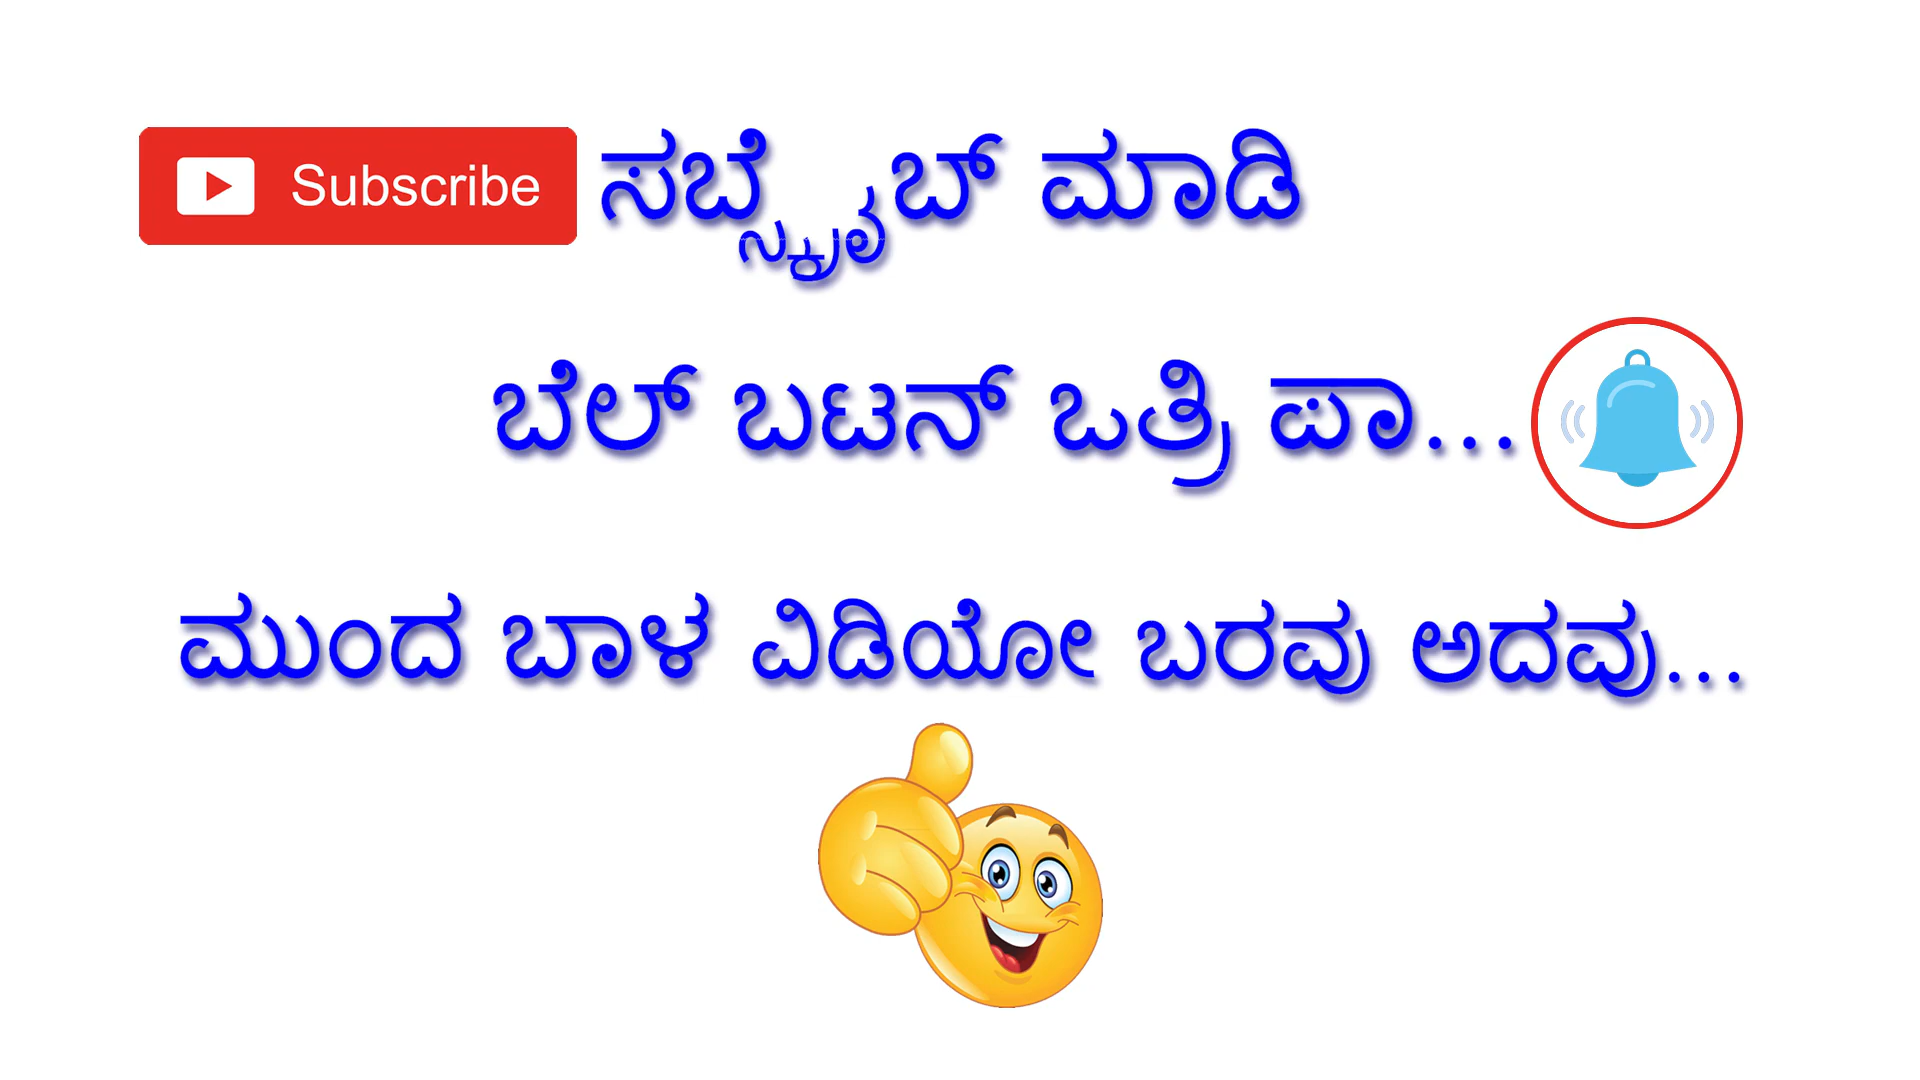 Subscribe ಸಬ್ಸ್ಕ್ರೈಬ್ ಮಾಡಿ
ಬೆಲ್ ಬಟನ್ ಒತ್ರಿ ಪಾ...
ಮುಂದ ಬಾಳ ವಿಡಿಯೋ ಬರವು ಅದವು...